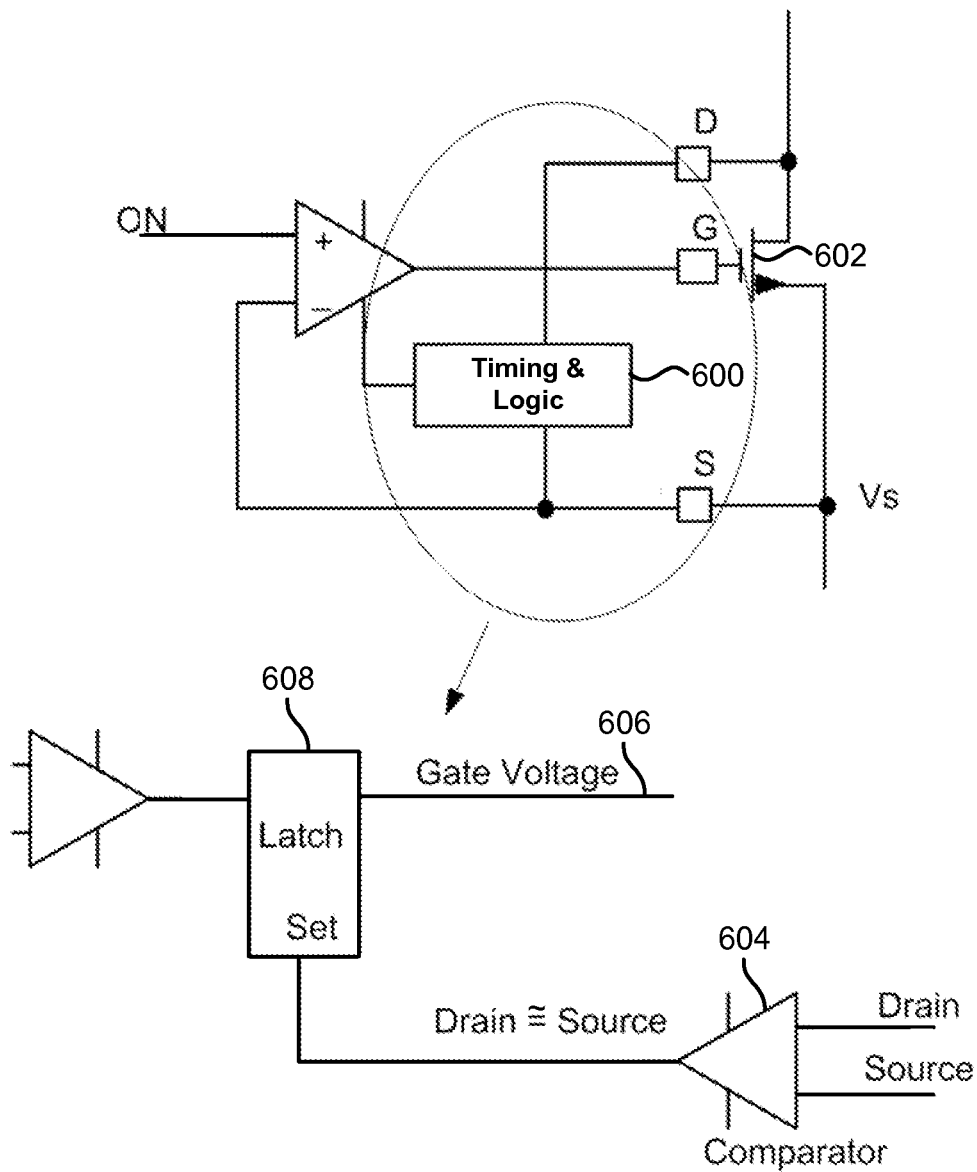 D
ON
G
+
602
−
Timing &
Logic
600
S
Vs
608
606
Gate Voltage
Latch
Set
604
Drain ≅ Source
Drain
Source
Comparator